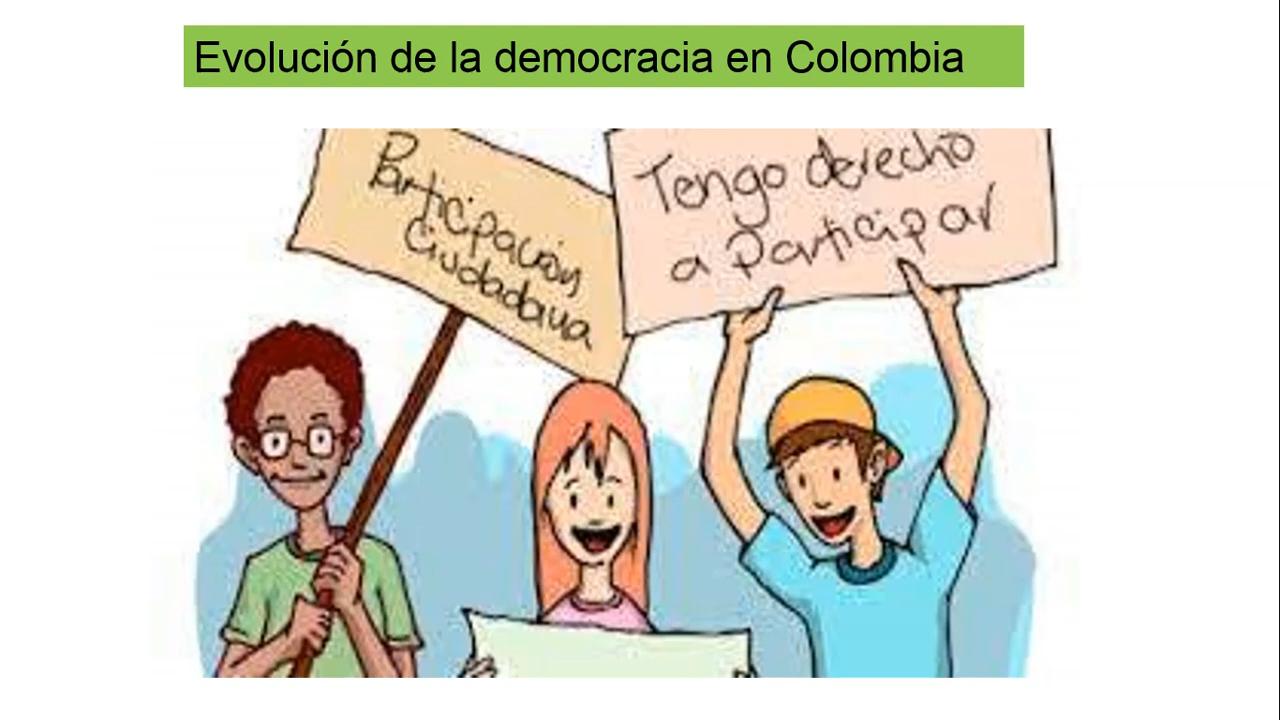 Evolución de la democracia en Colombia
Participación
Ciudadana
Tengo derecho
a Participar